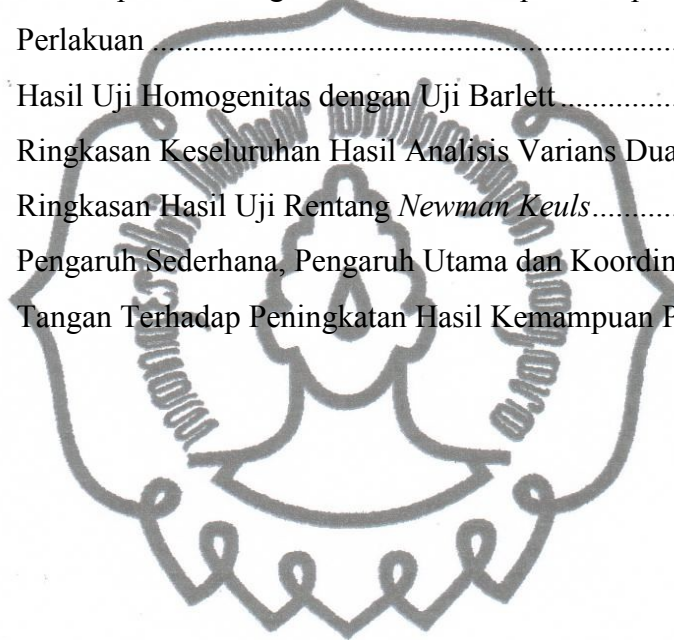 Perlakuan ....................................................................
Hasil Uji Homogenitas dengan Uji Barlett ...............
Ringkasan Keseluruhan Hasil Analisis Varians Dua
Ringkasan Hasil Uji Rentang Newman Keuls...........
Pengaruh Sederhana, Pengaruh Utama dan Koordin
Tangan Terhadap Peningkatan Hasil Kemampuan P